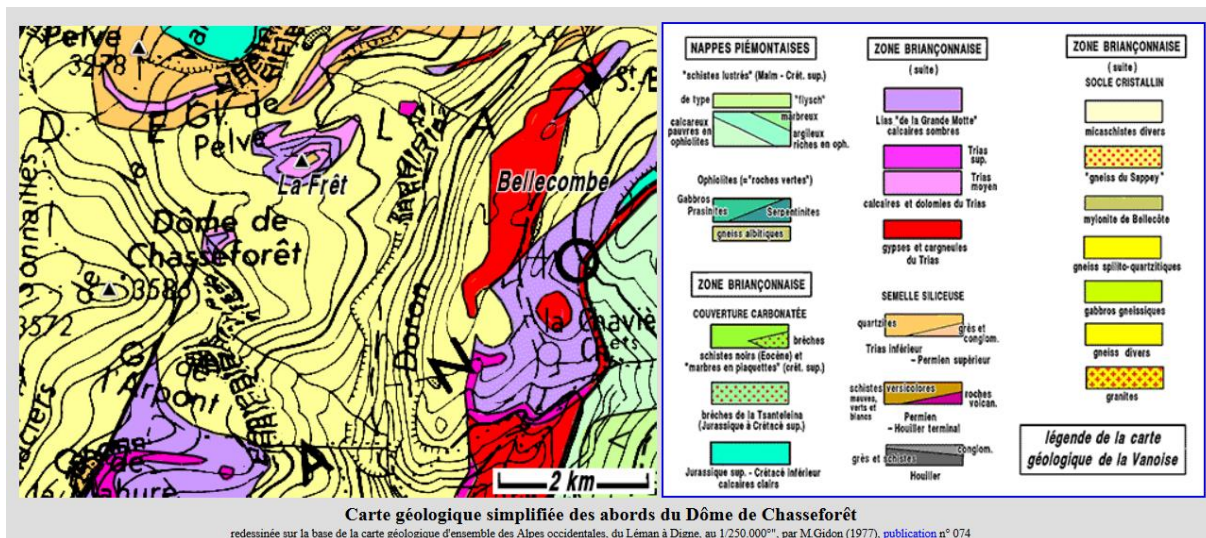 Pelve
3278
Gl. de
Pelve
D
E
L
A
La-Frêt
Bellecombe
Dôme de
Chasseforêt
3586
3572
O
la
Doron
N
Gl. de
l'Arpont
A
2 km
NAPPES PIÉMONTAISES
"schistes lustrés" (Malm - Crét. sup.)
de type
"flysch"
calcareux
pauvres en
ophiolites
marbreux
argileux
riches en oph.
Ophiolites (="roches vertes")
Gabbros
Prasinites
Serpentinites
gneiss albitiques
ZONE BRIANÇONNAISE
COUVERTURE CARBONATÉE
brèches
schistes noirs (Eocène) et
"marbres en plaquettes" (crét. sup.)
brèches de la Tsanteleina
(Jurassique à Crétacé sup.)
Jurassique sup. - Crétacé inférieur
calcaires clairs
ZONE BRIANÇONNAISE
(suite)
Lias "de la Grande Motte"
calcaires sombres
Trias
sup.
Trias
moyen
calcaires et dolomies du Trias
gypses et cargneules
du Trias
SEMELLE SILICEUSE
quartzites
grès et
conglom.
Trias inférieur
- Permien supérieur
schistes versicolores
mauves,
verts et
blancs
roches
volcan.
Permien
- Houiller terminal
conglom.
grès et schistes
Houiller
ZONE BRIANÇONNAISE
(suite)
SOCLE CRISTALLIN
micaschistes divers
"gneiss du Sappey"
mylonite de Bellecôte
gneiss spilito-quartzitiques
gabbros gneissiques
gneiss divers
granites
légende de la carte
géologique de la Vanoise
Carte géologique simplifiée des abords du Dôme de Chasseforêt
redessinée sur la base de la carte géologique d'ensemble des Alpes occidentales, du Léman à Digne, au 1/250.000°", par M.Gidon (1977), publication n° 074